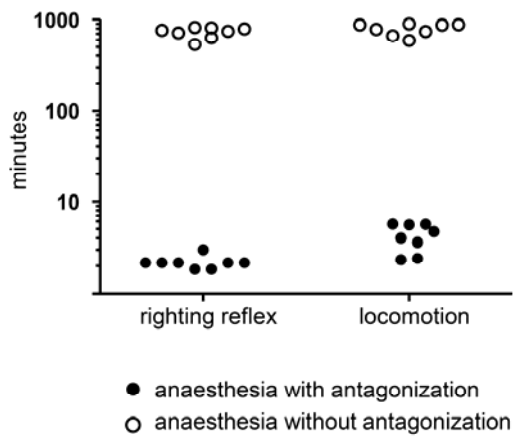 1000
100
10
minutes
righting reflex
locomotion
anaesthesia with antagonization
anaesthesia without antagonization